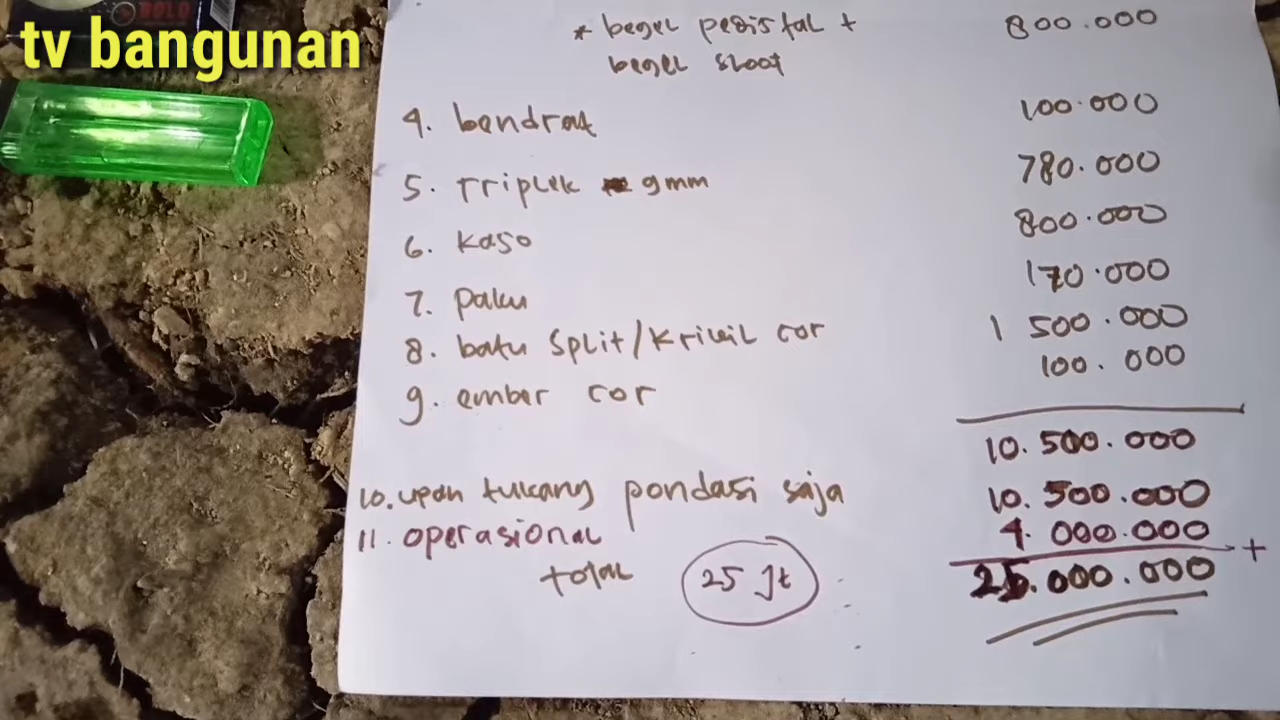 BOLD
tv bangunan
* begel pedistal + 800.000
begel sloof
4. bendrat 100.000
5. Triplek 9mm 780.000
6. kaso 800.000
7. paku 170.000
8. batu split/krikil cor 1 500.000
9. ember cor 100.000
10.500.000
10. upah tukang pondasi saja 10.500.000
11. operasional 4.000.000 +
total 25 Jt 25.000.000